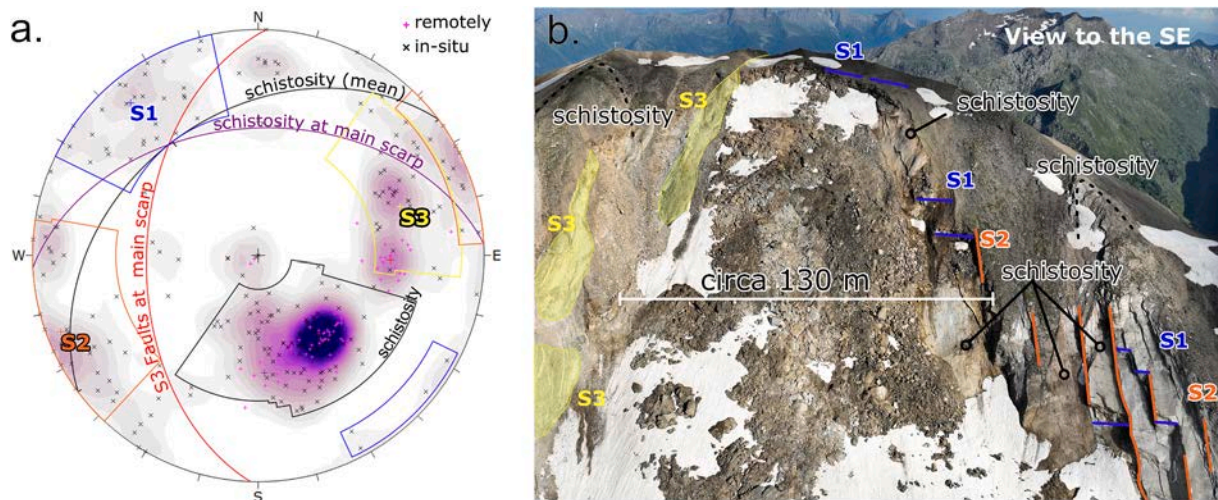 a.
remotely
in-situ
N
S1
schistosity (mean)
schistosity at main scarp
S3
W
E
S3 Faults at main scarp
schistosity
S2
S
b.
View to the SE
S1
schistosity
S3
schistosity
schistosity
S1
S3
S2
schistosity
circa 130 m
S1
S2
S3